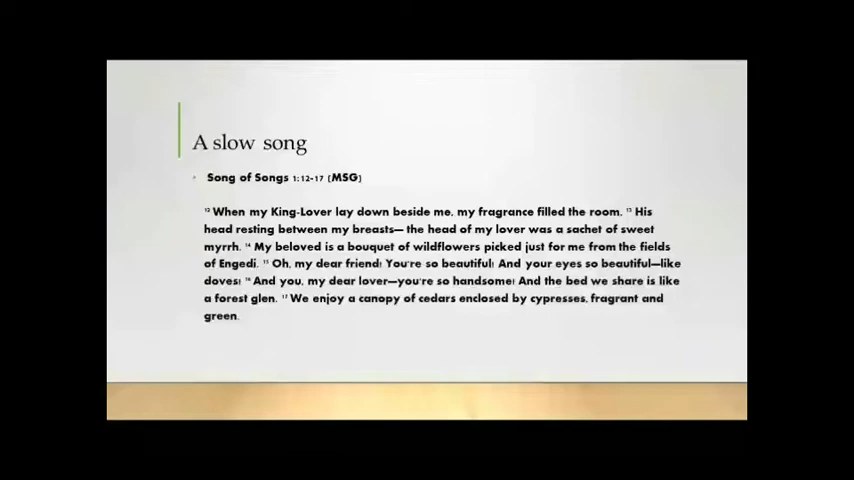 A slow song
Song of Songs 1:12-17 (MSG)
12 When my King-Lover lay down beside me, my fragrance filled the room. 13 His
head resting between my breasts— the head of my lover was a sachet of sweet
myrrh. 14 My beloved is a bouquet of wildflowers picked just for me from the fields
of Engedi. 15 Oh, my dear friend! You're so beautiful! And your eyes so beautiful—like
doves! 16 And you, my dear lover—you're so handsome! And the bed we share is like
a forest glen. 17 We enjoy a canopy of cedars enclosed by cypresses, fragrant and
green.